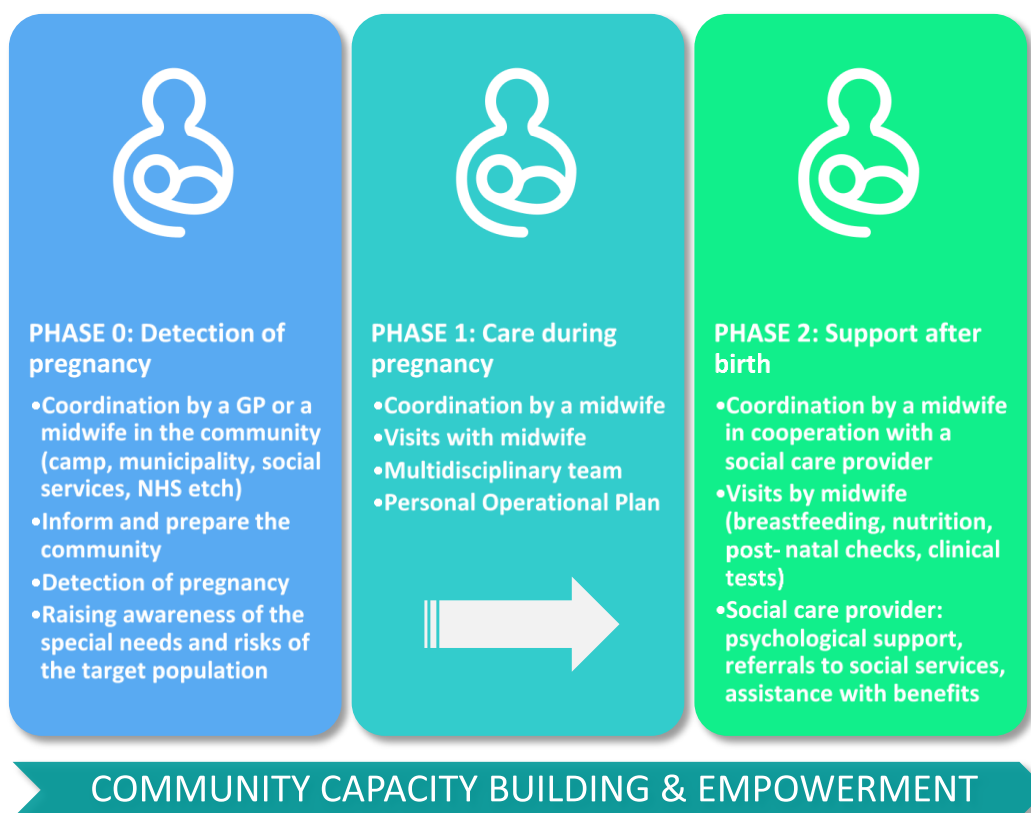 PHASE 0: Detection of
pregnancy
•Coordination by a GP or a
midwife in the community
(camp, municipality, social
services, NHS etch)
•Inform and prepare the
community
•Detection of pregnancy
•Raising awareness of the
special needs and risks of
the target population
PHASE 1: Care during
pregnancy
•Coordination by a midwife
•Visits with midwife
•Multidisciplinary team
•Personal Operational Plan
PHASE 2: Support after
birth
•Coordination by a midwife
in cooperation with a
social care provider
•Visits by midwife
(breastfeeding, nutrition,
post- natal checks, clinical
tests)
•Social care provider:
psychological support,
referrals to social services,
assistance with benefits
COMMUNITY CAPACITY BUILDING & EMPOWERMENT